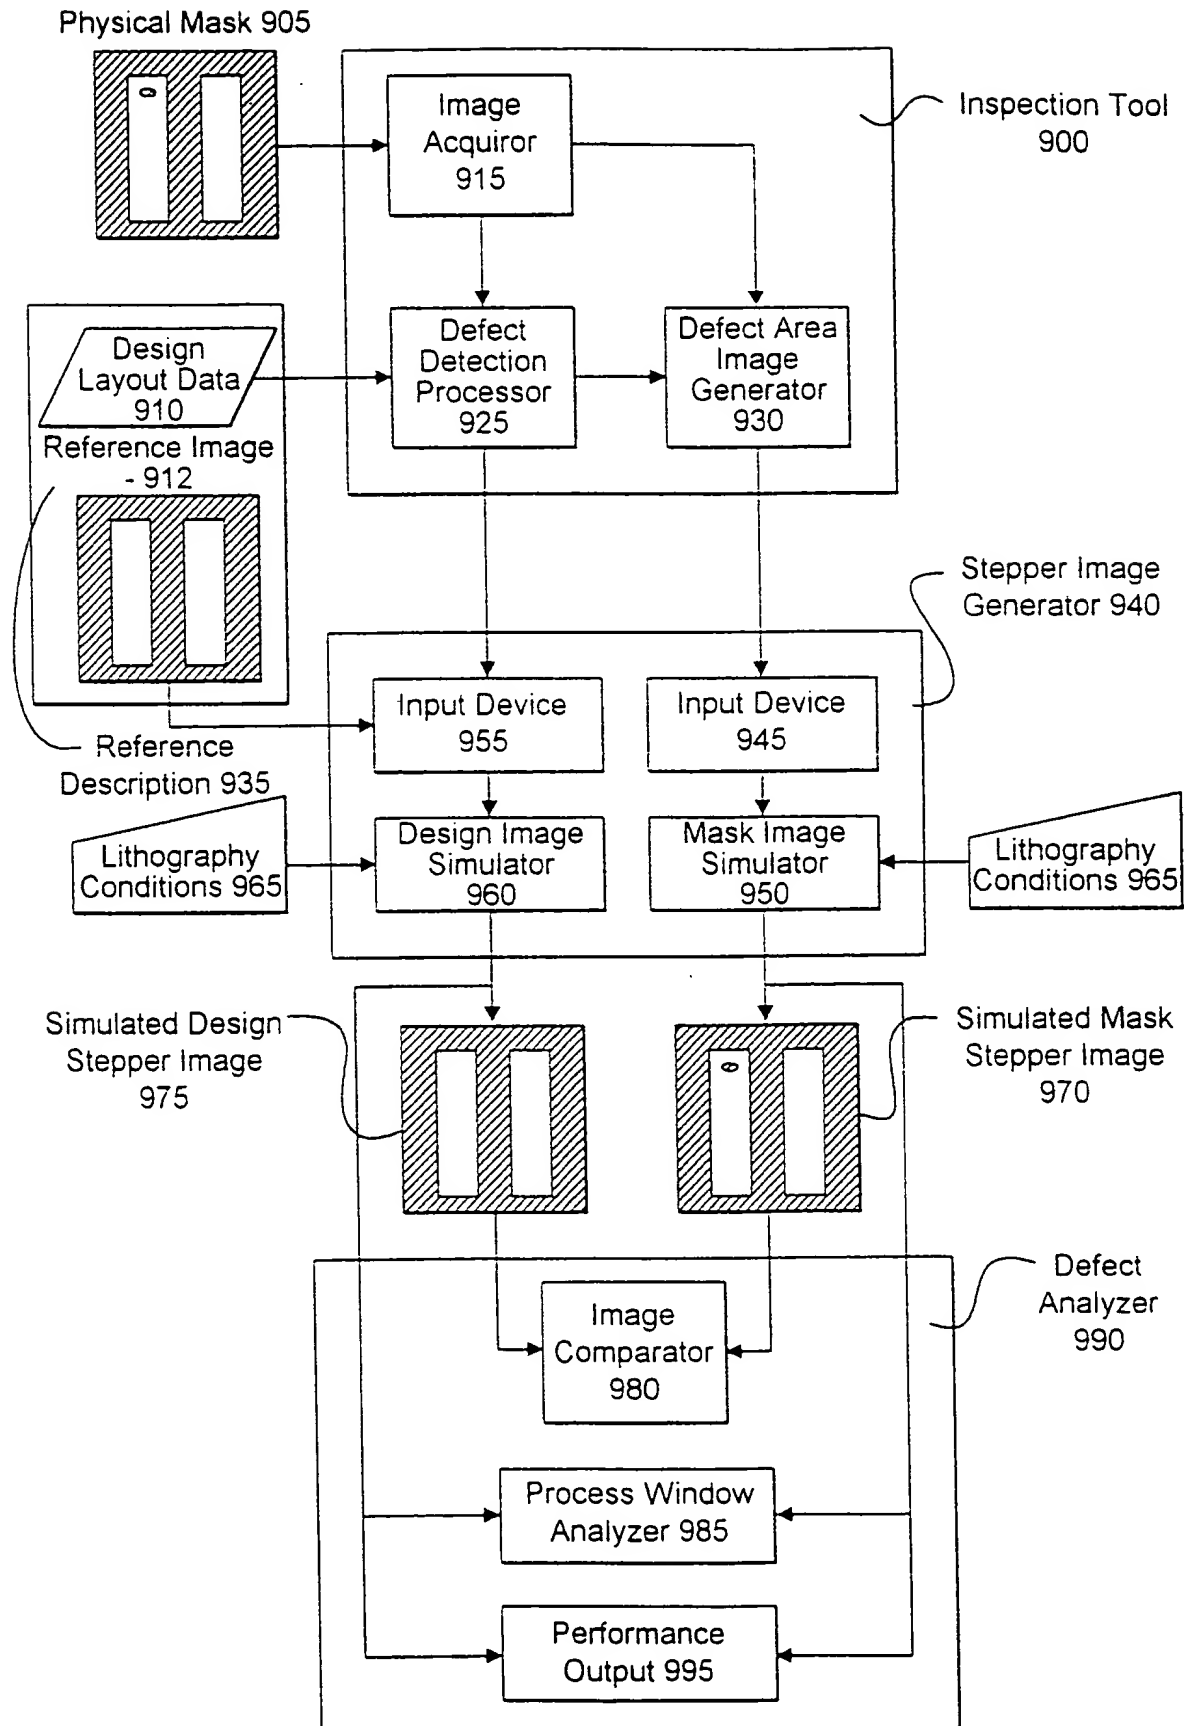 Physical Mask 905
Image
Acquiror
915
Inspection Tool
900
Design
Layout Data
910
Defect
Detection
Processor
925
Defect Area
Image
Generator
930
Reference Image
- 912
Stepper Image
Generator 940
Input Device
955
Input Device
945
Reference
Description 935
Lithography
Conditions 965
Design Image
Simulator
960
Mask Image
Simulator
950
Lithography
Conditions 965
Simulated Design
Stepper Image
975
Simulated Mask
Stepper Image
970
Image
Comparator
980
Defect
Analyzer
990
Process Window
Analyzer 985
Performance
Output 995